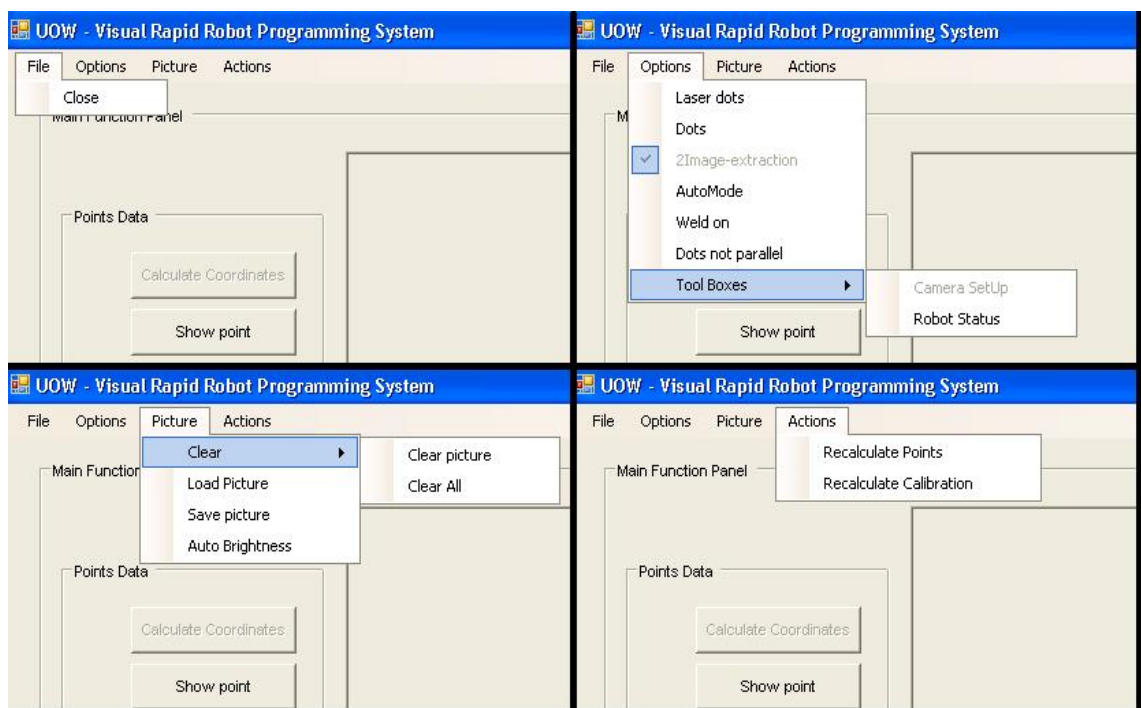 UOW - Visual Rapid Robot Programming System
File Options Picture Actions
Close
Main Function Panel
Points Data
Calculate Coordinates
Show point
UOW - Visual Rapid Robot Programming System
File Options Picture Actions
Laser dots
M
Dots
2Image-extraction
AutoMode
Weld on
Dots not parallel
Tool Boxes
Camera SetUp
Robot Status
Show point
UOW - Visual Rapid Robot Programming System
File Options Picture Actions
Clear
Clear picture
Main Function
Load Picture
Clear All
Save picture
Auto Brightness
Points Data
Calculate Coordinates
Show point
UOW - Visual Rapid Robot Programming System
File Options Picture Actions
Recalculate Points
Main Function Panel
Recalculate Calibration
Points Data
Calculate Coordinates
Show point